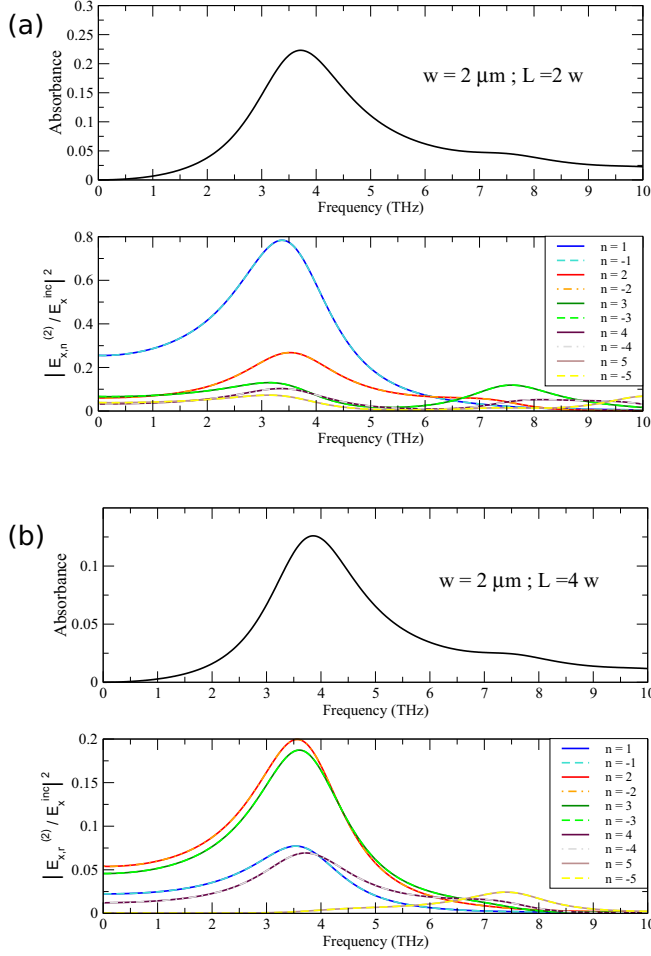 (a)
0.25
0.2
0.15
0.1
0.05
0
Absorbance
w = 2 μm ; L =2 w
0 1 2 3 4 5 6 7 8 9 10
Frequency (THz)
0.8
0.6
0.4
0.2
0
| E_{x,n}^{(2)} / E_x^{inc} |^2
n = 1
n = -1
n = 2
n = -2
n = 3
n = -3
n = 4
n = -4
n = 5
n = -5
0 1 2 3 4 5 6 7 8 9 10
Frequency (THz)
(b)
0.1
0.05
0
Absorbance
w = 2 μm ; L =4 w
0 1 2 3 4 5 6 7 8 9 10
Frequency (THz)
0.2
0.15
0.1
0.05
0
| E_{x,r}^{(2)} / E_x^{inc} |^2
n = 1
n = -1
n = 2
n = -2
n = 3
n = -3
n = 4
n = -4
n = 5
n = -5
0 1 2 3 4 5 6 7 8 9 10
Frequency (THz)